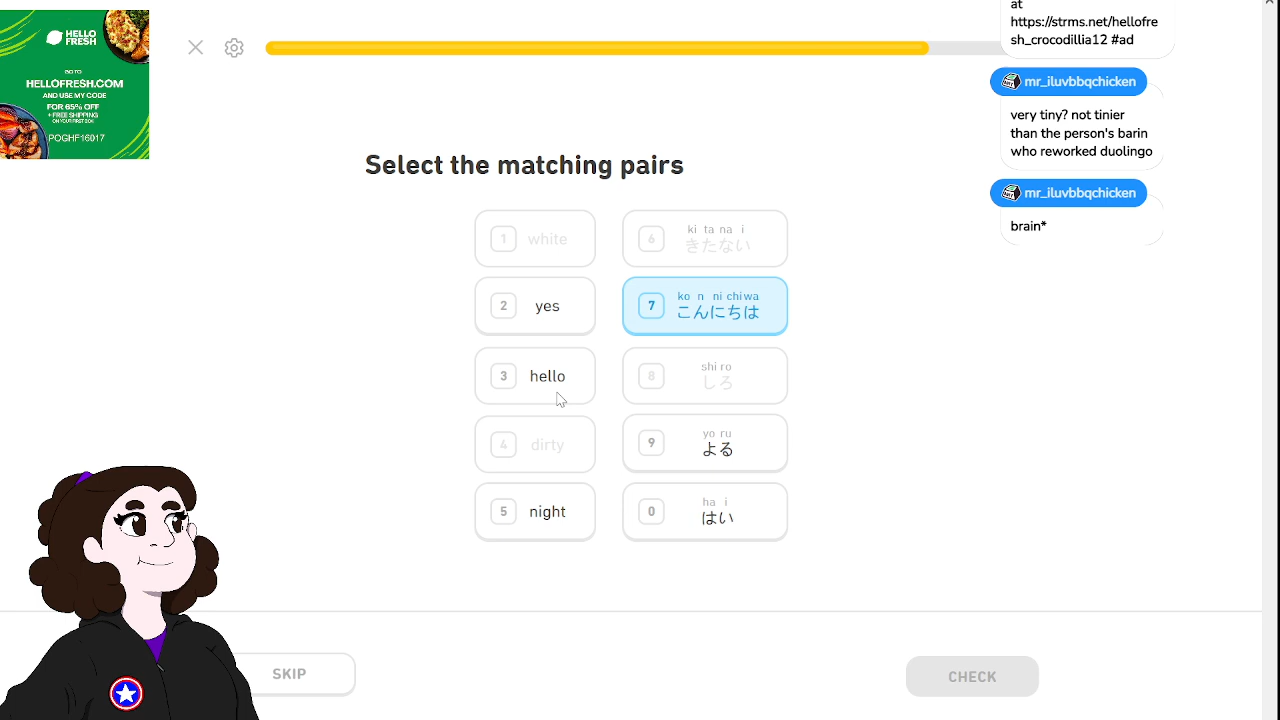 HELLO
FRESH
GO TO
HELLOFRESH.COM
AND USE MY CODE
FOR 65% OFF
+ FREE SHIPPING
ON YOUR FIRST BOX
POGHF16017
at
https://strms.net/hellofre
sh_crocodillia12 #ad
mr_iluvbbqchicken
very tiny? not tinier
than the person's barin
who reworked duolingo
mr_iluvbbqchicken
brain*
Select the matching pairs
1 white
6 ki ta na i
きたない
2 yes
7 ko n ni chi wa
こんにちは
3 hello
8 shi ro
しろ
4 dirty
9 yo ru
よる
5 night
0 ha i
はい
SKIP
CHECK